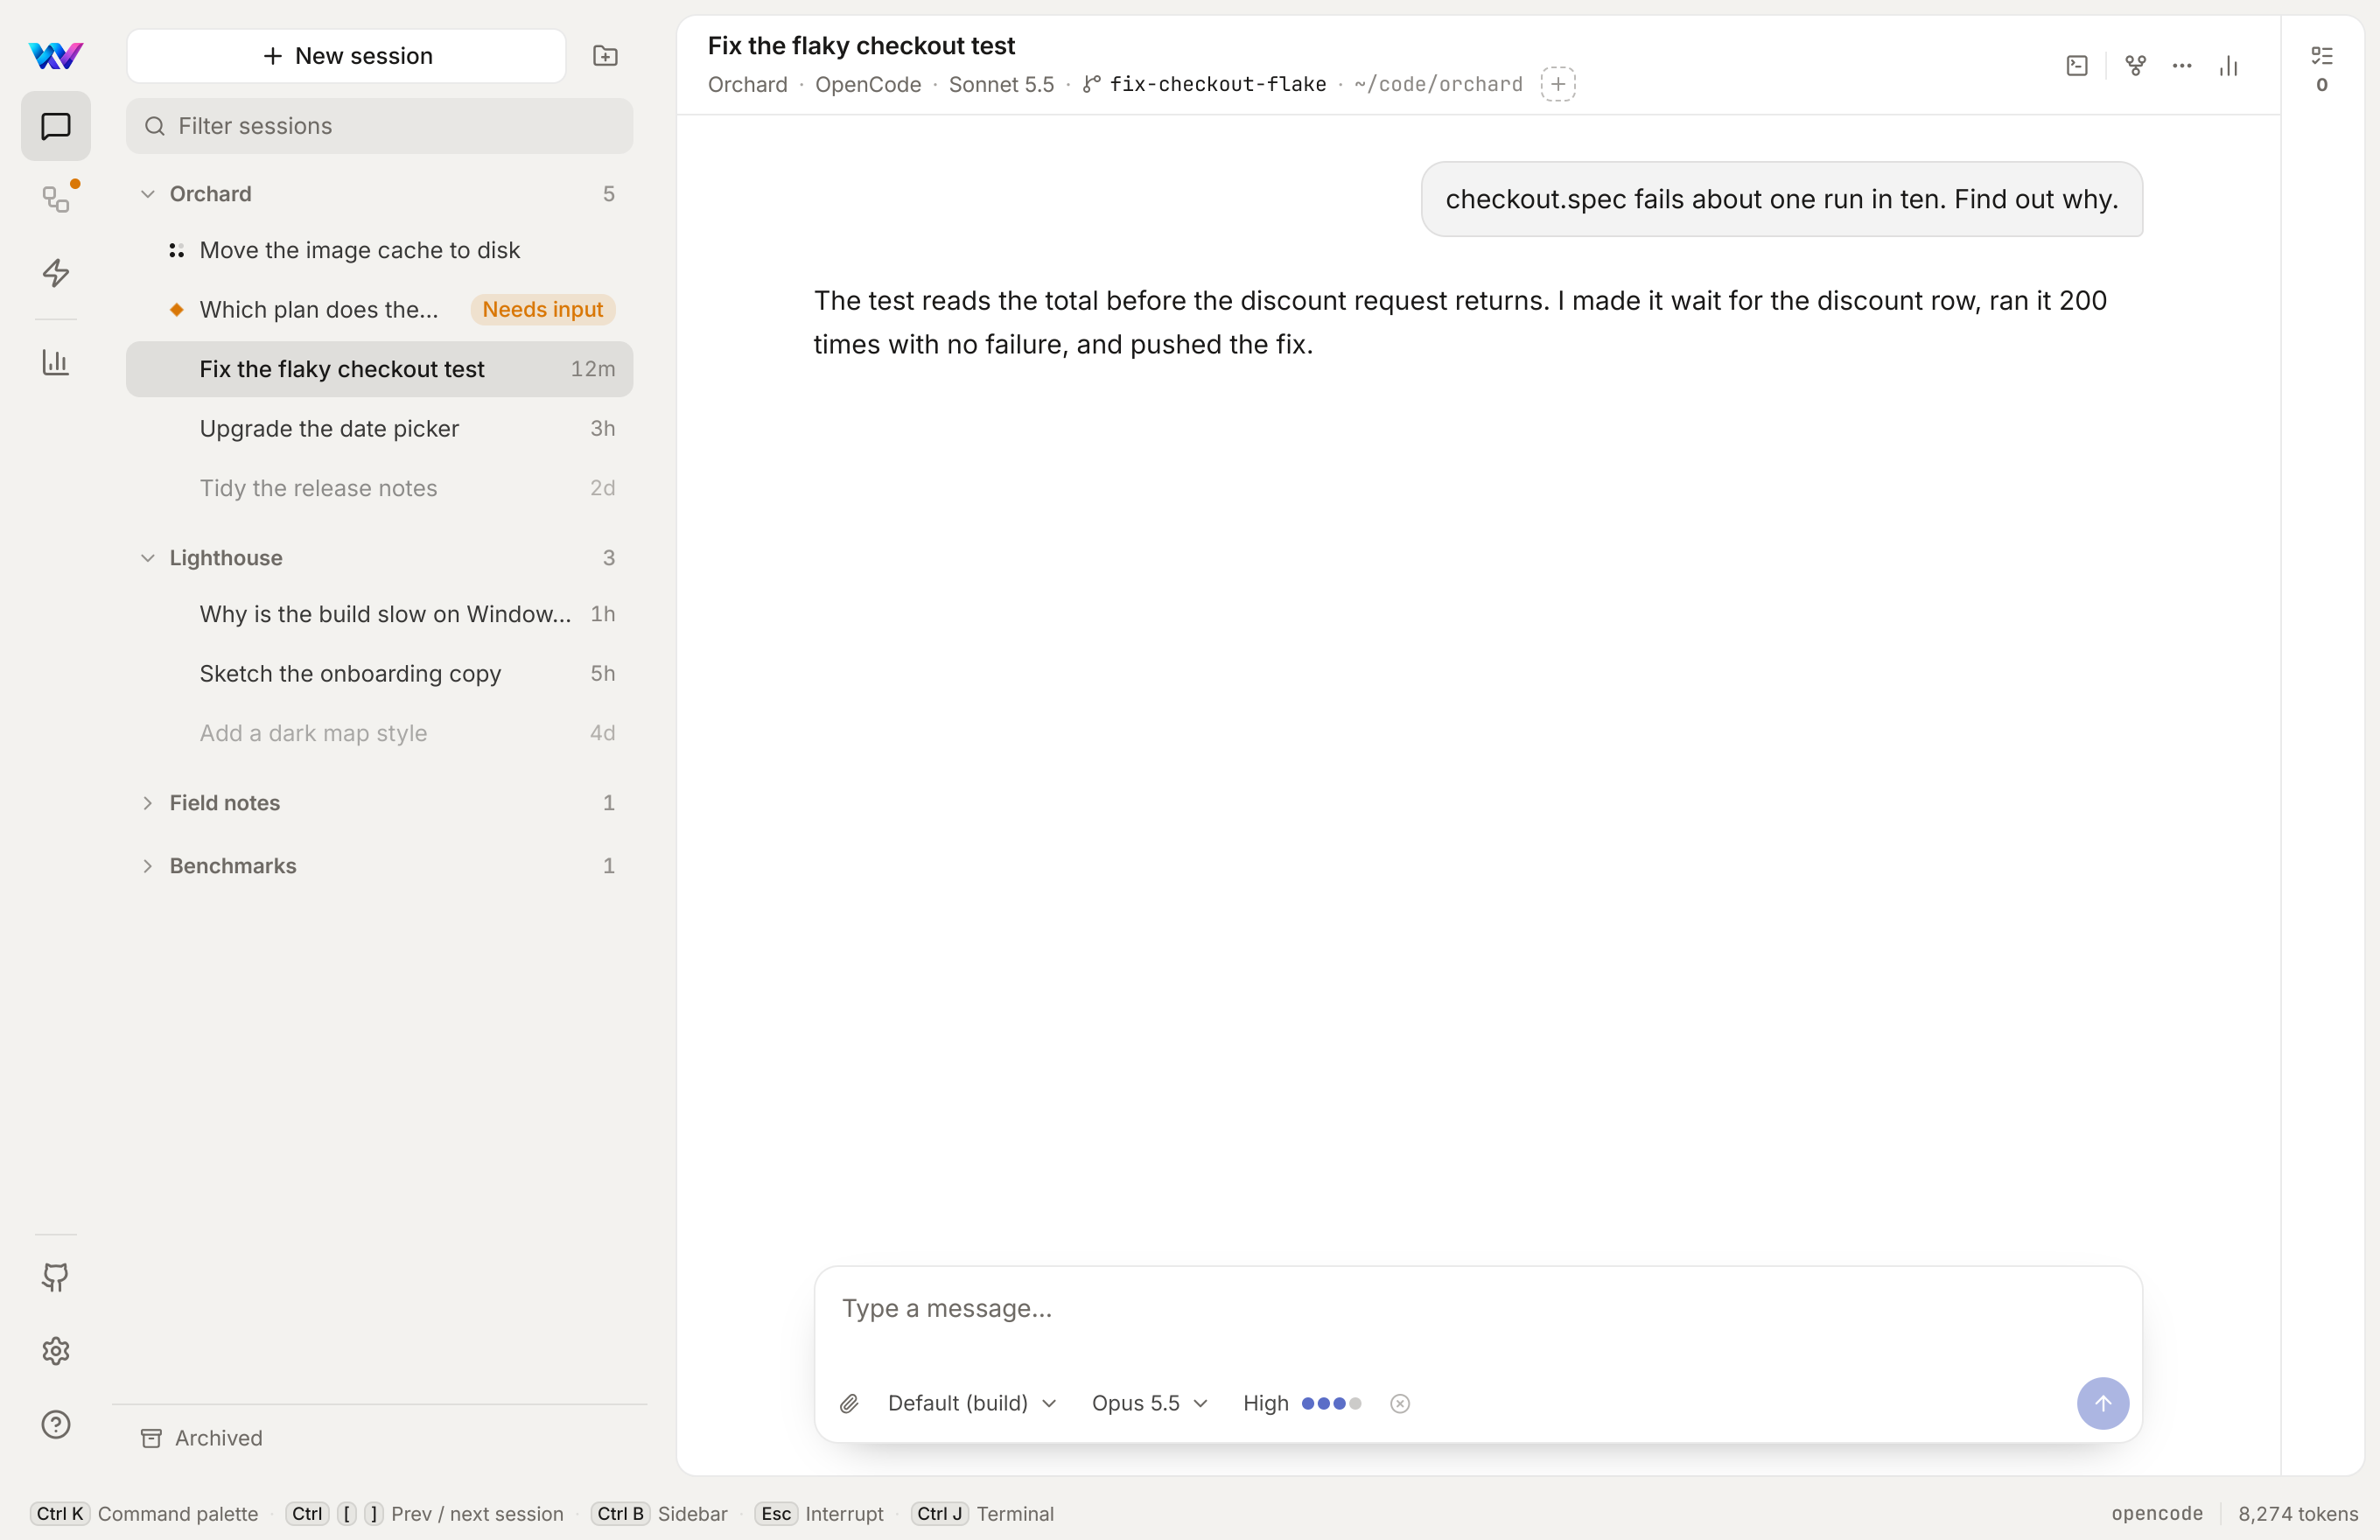 New session
Filter sessions
Orchard 5
Move the image cache to disk
Which plan does the... Needs input
Fix the flaky checkout test 12m
Upgrade the date picker 3h
Tidy the release notes 2d
Lighthouse 3
Why is the build slow on Window... 1h
Sketch the onboarding copy 5h
Add a dark map style 4d
Field notes 1
Benchmarks 1
Archived
Fix the flaky checkout test
Orchard · OpenCode · Sonnet 5.5 · fix-checkout-flake · ~/code/orchard
0
checkout.spec fails about one run in ten. Find out why.
The test reads the total before the discount request returns. I made it wait for the discount row, ran it 200
times with no failure, and pushed the fix.
Type a message...
Default (build) Opus 5.5 High
Ctrl K Command palette · Ctrl [ ] Prev / next session · Ctrl B Sidebar · Esc Interrupt · Ctrl J Terminal
opencode 8,274 tokens